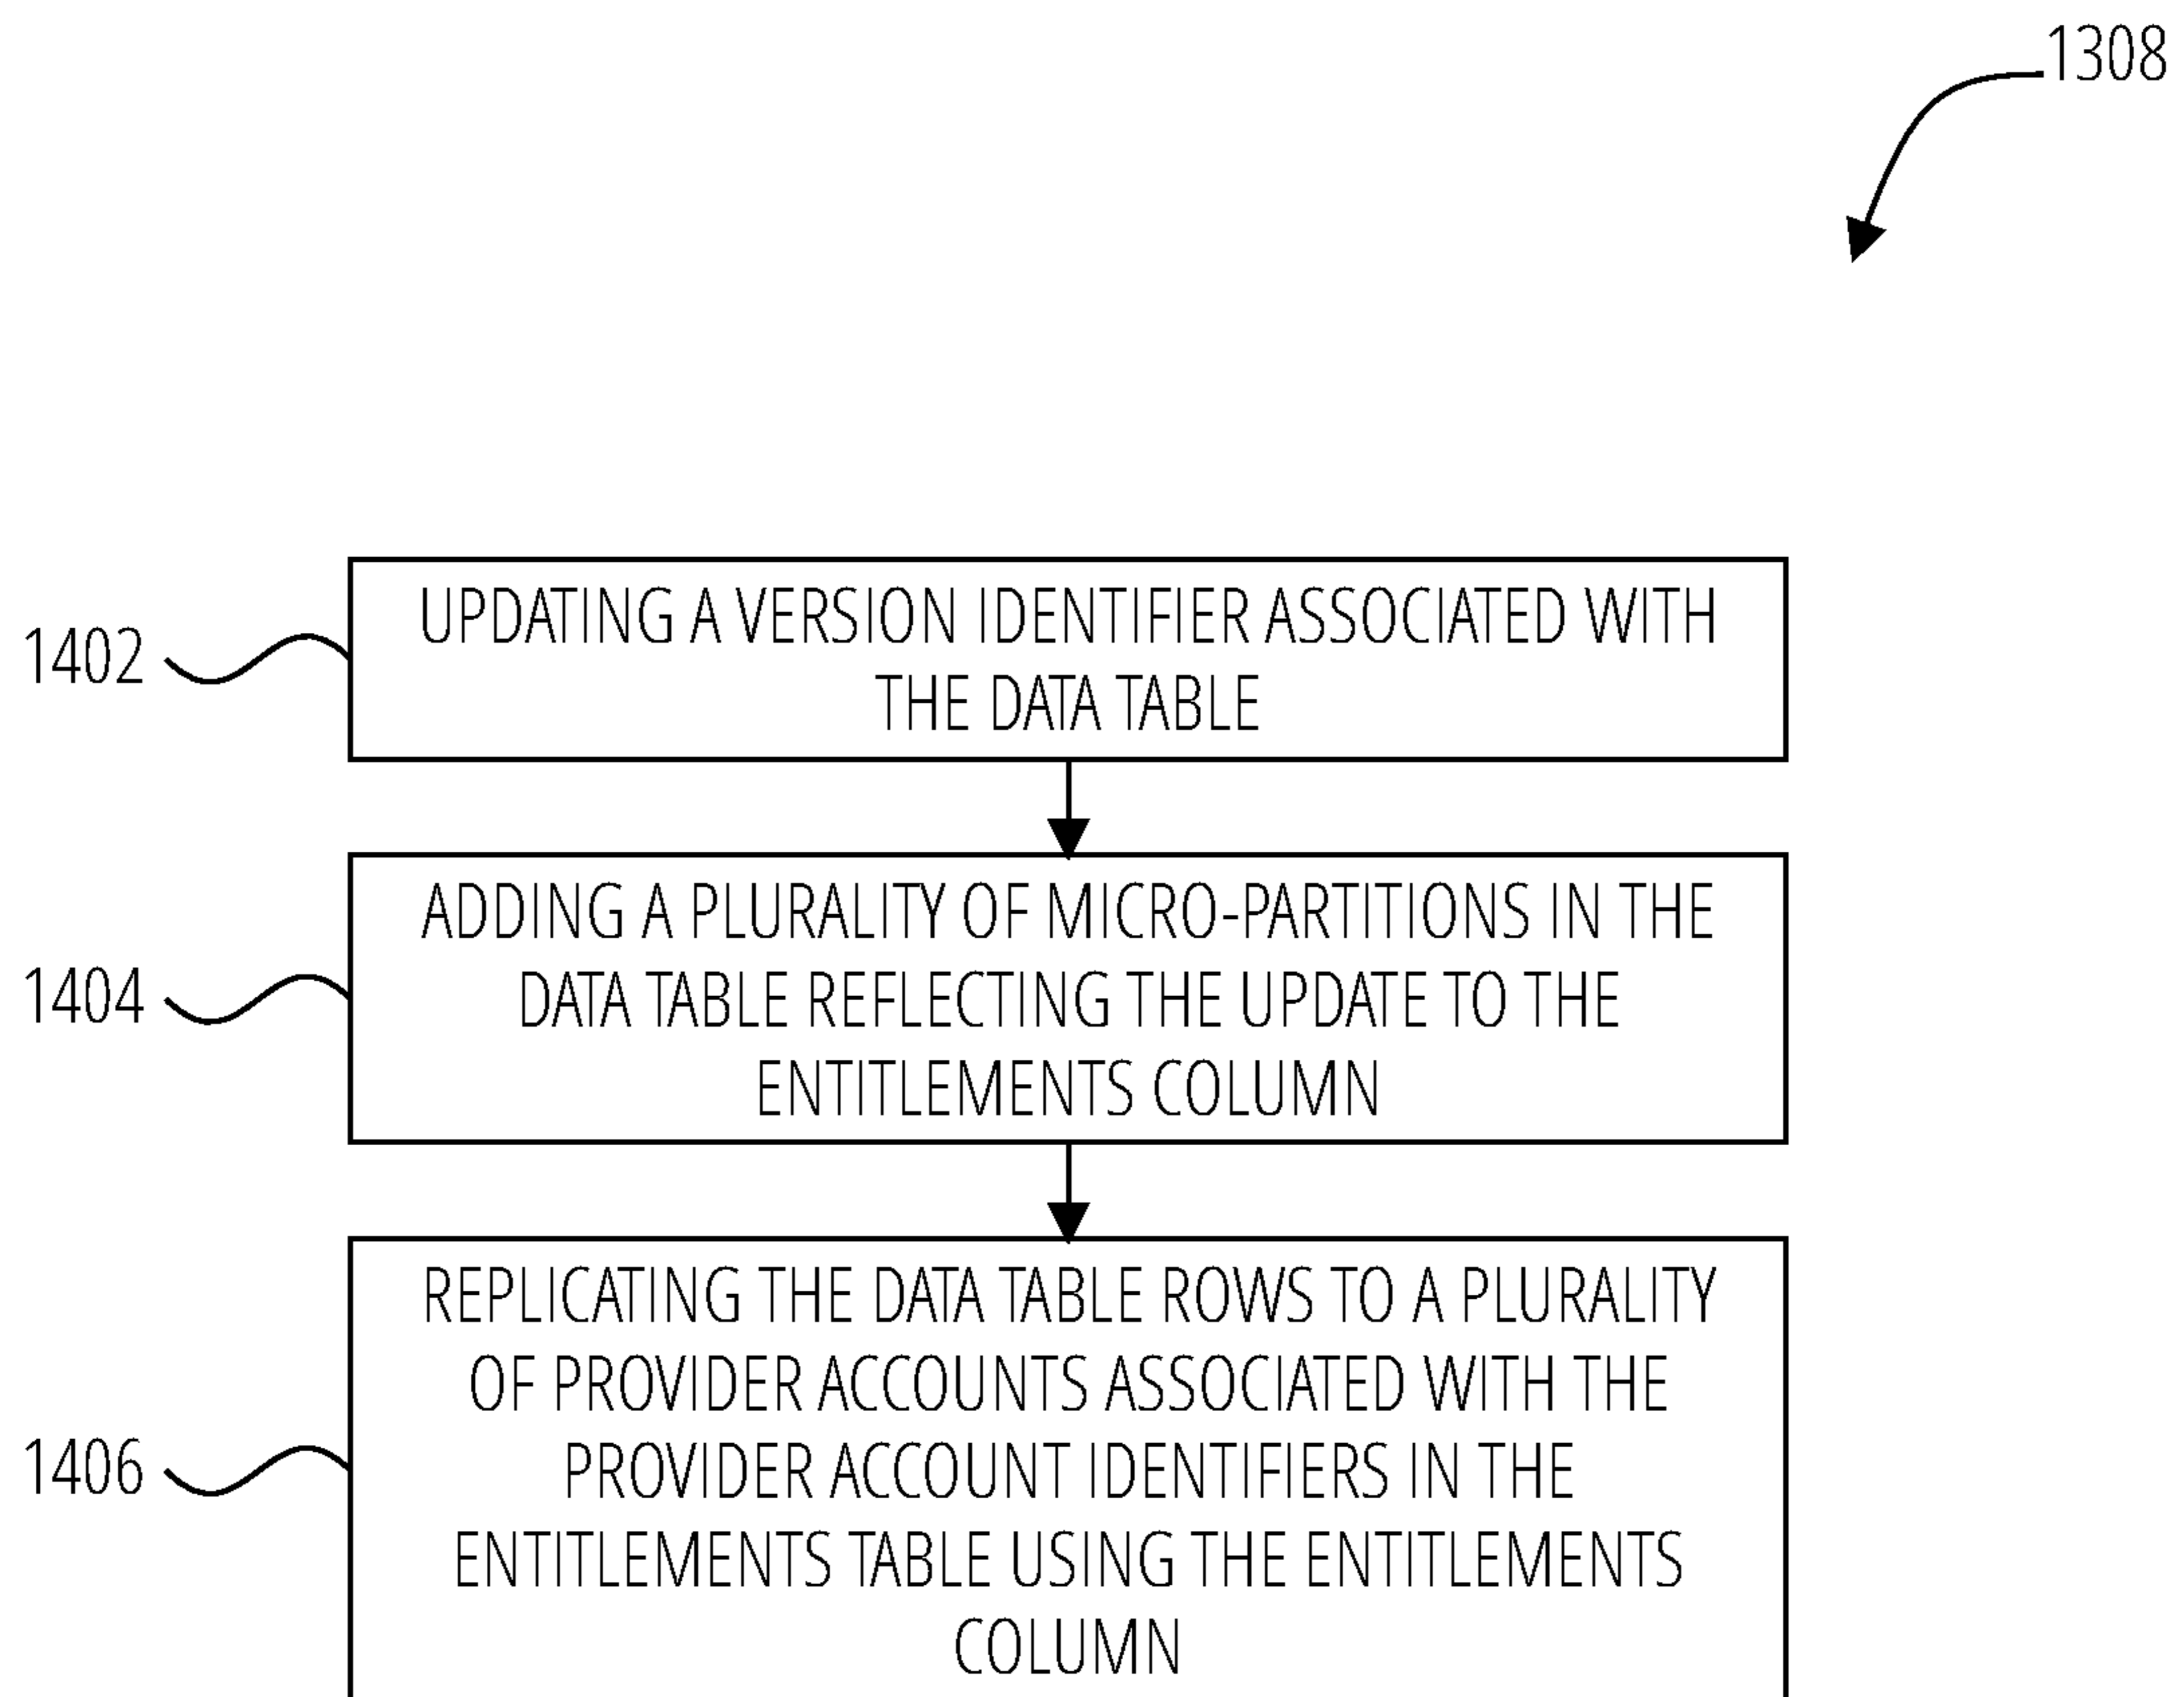 1308
1402
UPDATING A VERSION IDENTIFIER ASSOCIATED WITH
THE DATA TABLE
1404
ADDING A PLURALITY OF MICRO-PARTITIONS IN THE
DATA TABLE REFLECTING THE UPDATE TO THE
ENTITLEMENTS COLUMN
1406
REPLICATING THE DATA TABLE ROWS TO A PLURALITY
OF PROVIDER ACCOUNTS ASSOCIATED WITH THE
PROVIDER ACCOUNT IDENTIFIERS IN THE
ENTITLEMENTS TABLE USING THE ENTITLEMENTS
COLUMN